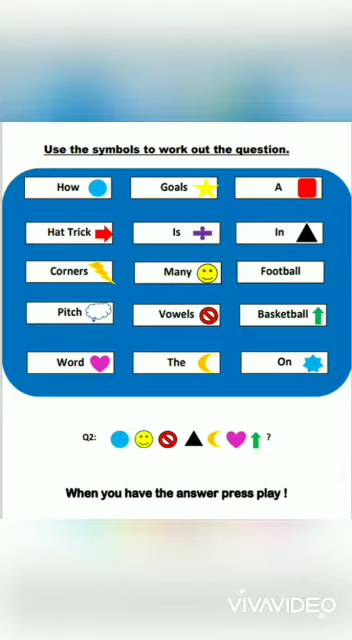 Use the symbols to work out the question.
How Goals A
Hat Trick Is In
Corners Many Football
Pitch Vowels Basketball
Word The On
Q2: ?
When you have the answer press play !
VIVAVIDEO